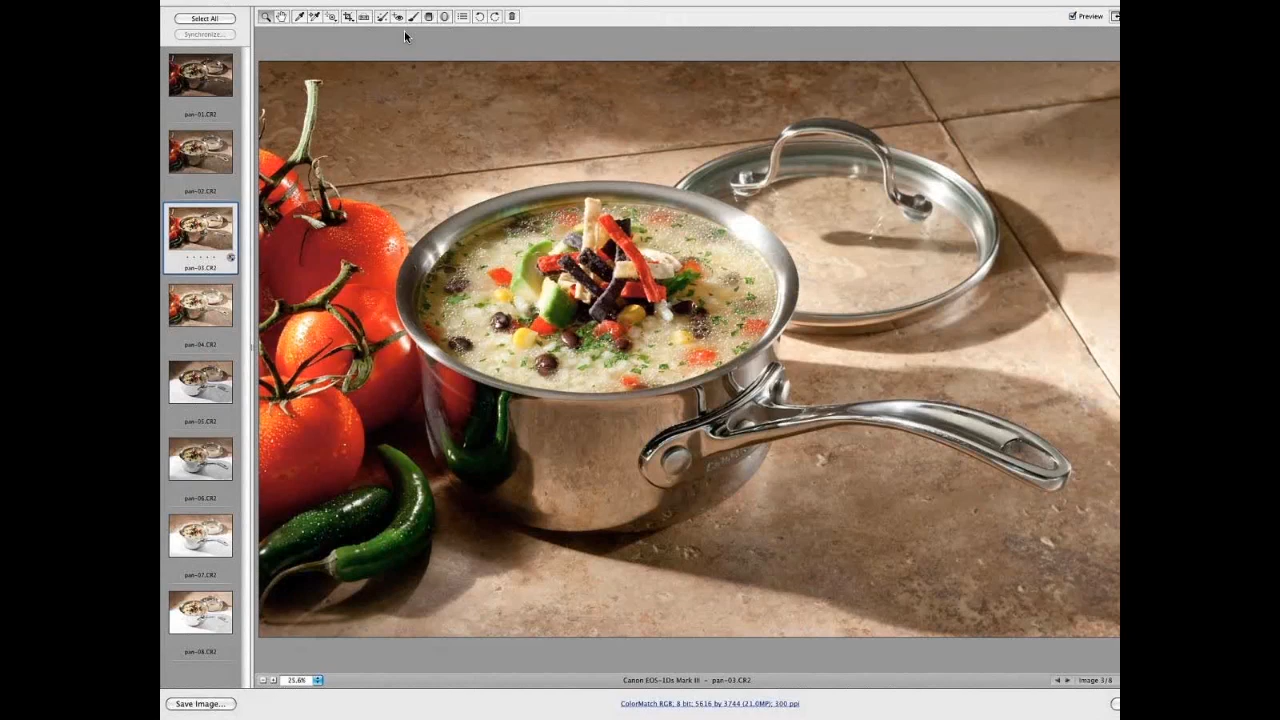 Select All
Synchronize...
Preview
pan-01.CR2
pan-02.CR2
pan-03.CR2
pan-04.CR2
pan-05.CR2
pan-06.CR2
pan-07.CR2
pan-08.CR2
25.6%
Canon EOS-1Ds Mark III - pan-03.CR2
Image 3/8
Save Image...
ColorMatch RGB; 8 bit; 5616 by 3744 (21.0MP); 300 ppi